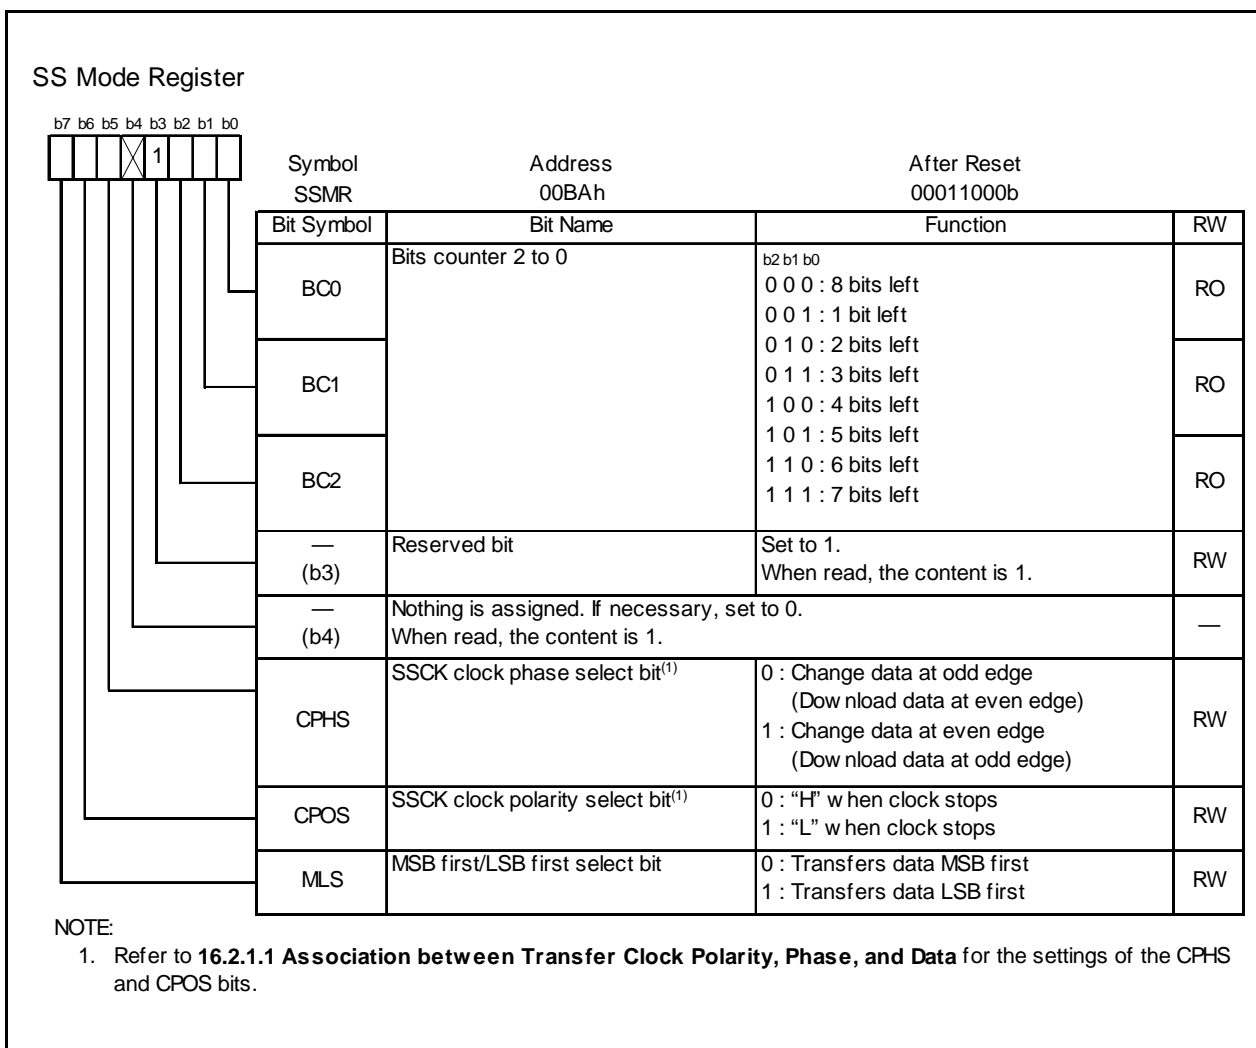 SS Mode Register
b7 b6 b5 b4 b3 b2 b1 b0
1
Symbol Address After Reset
SSMR 00BAh 00011000b
Bit Symbol Bit Name Function RW
BC0 Bits counter 2 to 0 b2 b1 b0
0 0 0 : 8 bits left RO
0 0 1 : 1 bit left
0 1 0 : 2 bits left
BC1 0 1 1 : 3 bits left RO
1 0 0 : 4 bits left
1 0 1 : 5 bits left
BC2 1 1 0 : 6 bits left RO
1 1 1 : 7 bits left
— Reserved bit Set to 1.
(b3) When read, the content is 1. RW
— Nothing is assigned. If necessary, set to 0. —
(b4) When read, the content is 1.
CPHS SSCK clock phase select bit(1) 0 : Change data at odd edge
(Download data at even edge) RW
1 : Change data at even edge
(Download data at odd edge)
CPOS SSCK clock polarity select bit(1) 0 : “H” when clock stops RW
1 : “L” when clock stops
MLS MSB first/LSB first select bit 0 : Transfers data MSB first RW
1 : Transfers data LSB first
NOTE:
1. Refer to 16.2.1.1 Association between Transfer Clock Polarity, Phase, and Data for the settings of the CPHS
and CPOS bits.